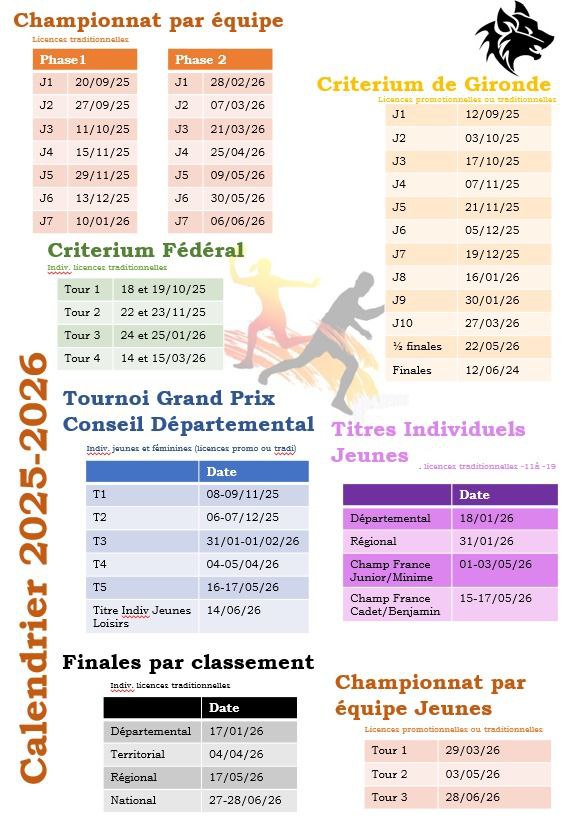 Championnat par équipe
Licences traditionnelles
Phase1
J1 20/09/25
J2 27/09/25
J3 11/10/25
J4 15/11/25
J5 29/11/25
J6 13/12/25
J7 10/01/26
Phase 2
J1 28/02/26
J2 07/03/26
J3 21/03/26
J4 25/04/26
J5 09/05/26
J6 30/05/26
J7 06/06/26
Criterium de Gironde
Licences promotionnelles ou traditionnelles
J1 12/09/25
J2 03/10/25
J3 17/10/25
J4 07/11/25
J5 21/11/25
J6 05/12/25
J7 19/12/25
J8 16/01/26
J9 30/01/26
J10 27/03/26
½ finales 22/05/26
Finales 12/06/24
Criterium Fédéral
Indiv. licences traditionnelles
Tour 1 18 et 19/10/25
Tour 2 22 et 23/11/25
Tour 3 24 et 25/01/26
Tour 4 14 et 15/03/26
Calendrier 2025-2026
Tournoi Grand Prix
Conseil Départemental
Indiv. jeunes et féminines (licences promo ou tradi)
Date
T1 08-09/11/25
T2 06-07/12/25
T3 31/01-01/02/26
T4 04-05/04/26
T5 16-17/05/26
Titre Indiv Jeunes 14/06/26
Loisirs
Titres Individuels
Jeunes
. licences traditionnelles -11à -19
Date
Départemental 18/01/26
Régional 31/01/26
Champ France 01-03/05/26
Junior/Minime
Champ France 15-17/05/26
Cadet/Benjamin
Finales par classement
Indiv. licences traditionnelles
Date
Départemental 17/01/26
Territorial 04/04/26
Régional 17/05/26
National 27-28/06/26
Championnat par
équipe Jeunes
Licences promotionnelles ou traditionnelles
Tour 1 29/03/26
Tour 2 03/05/26
Tour 3 28/06/26